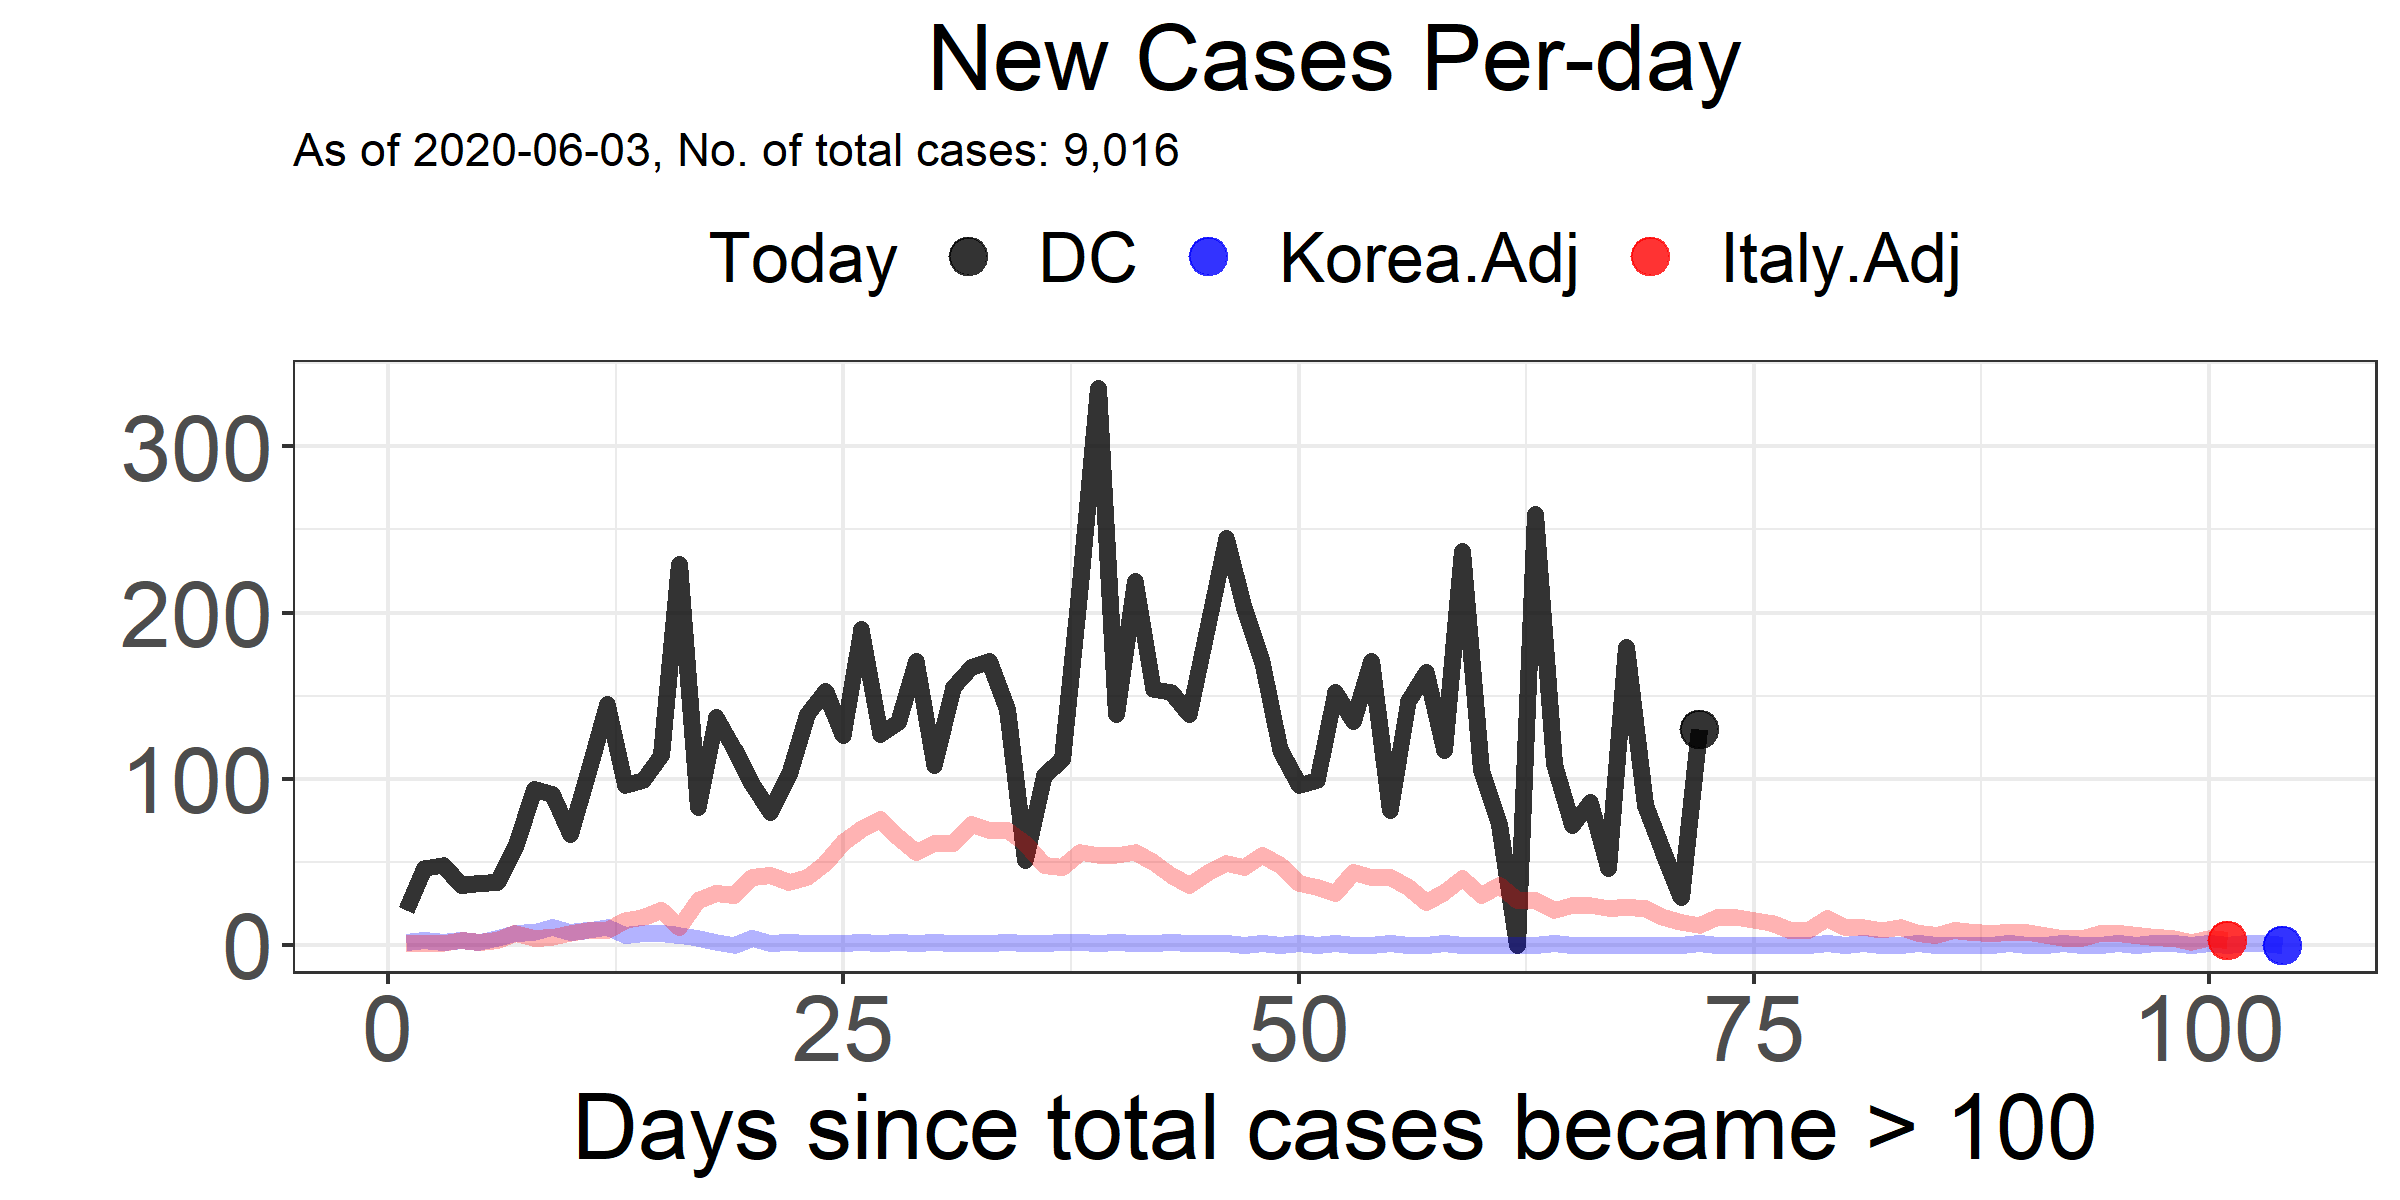 New Cases Per-day
As of 2020-06-03, No. of total cases: 9,016
Today DC Korea.Adj Italy.Adj
300
200
100
0
0 25 50 75 100
Days since total cases became > 100